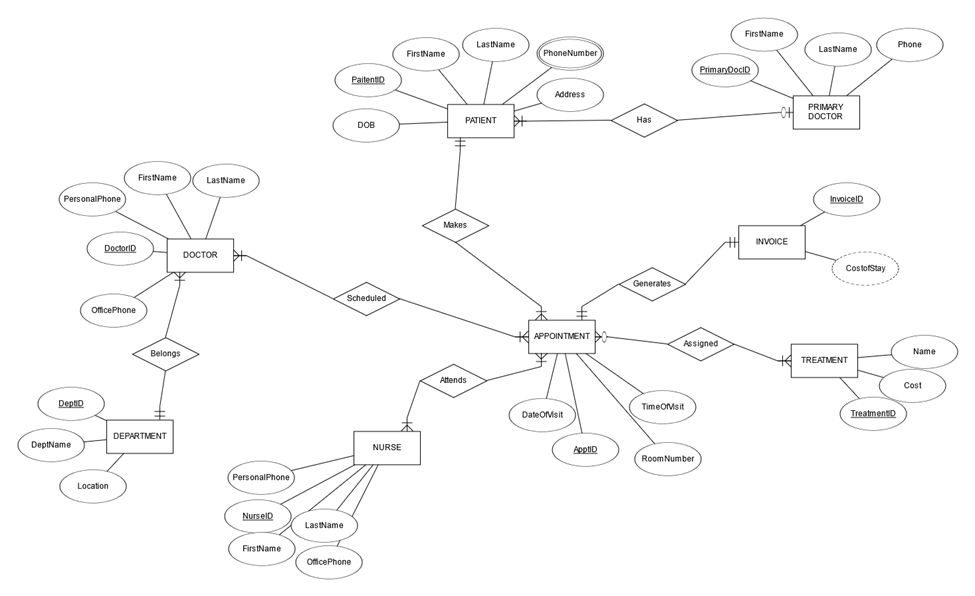 FirstName
LastName
PhoneNumber
PaitentID
Address
DOB
PATIENT
Has
FirstName
LastName
Phone
PrimaryDocID
PRIMARY
DOCTOR
FirstName
LastName
PersonalPhone
DoctorID
DOCTOR
OfficePhone
Makes
InvoiceID
INVOICE
CostofStay
Generates
Scheduled
APPOINTMENT
Assigned
TREATMENT
Name
Cost
TreatmentID
Belongs
Attends
DateOfVisit
TimeOfVisit
ApptID
RoomNumber
DeptID
DeptName
DEPARTMENT
Location
NURSE
PersonalPhone
NurseID
LastName
FirstName
OfficePhone